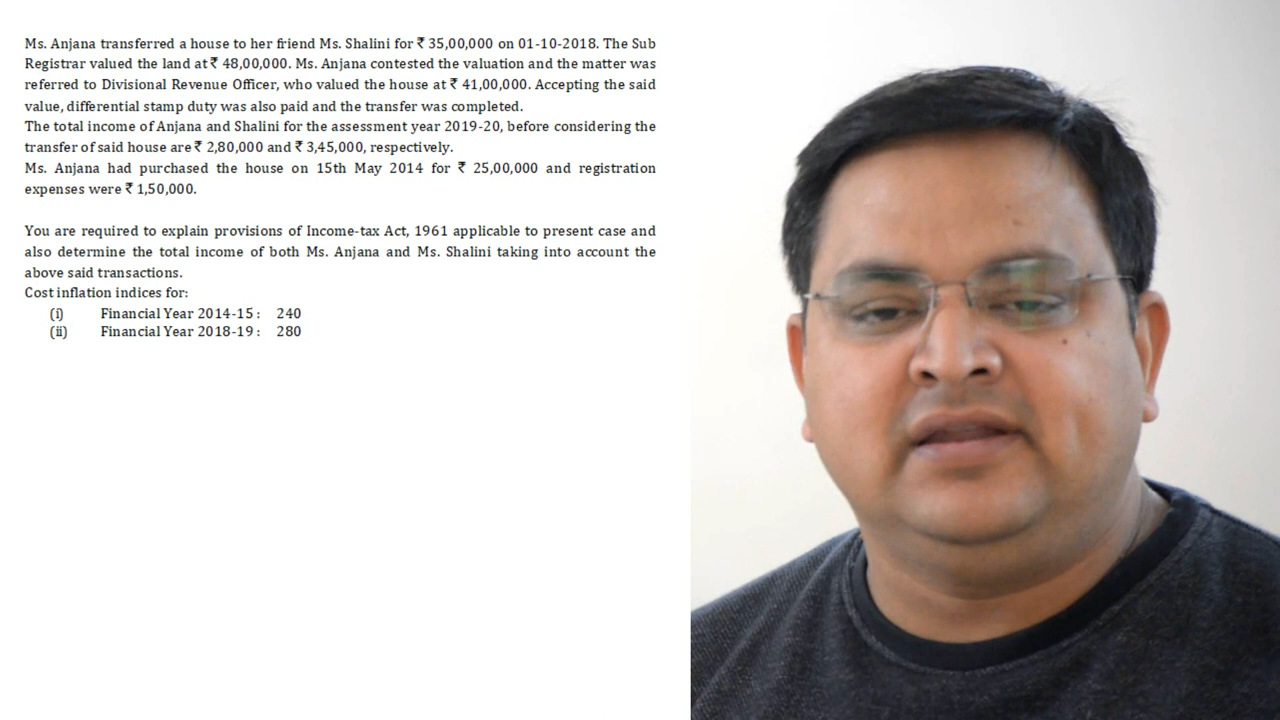 Ms. Anjana transferred a house to her friend Ms. Shalini for ₹ 35,00,000 on 01-10-2018. The Sub
Registrar valued the land at ₹ 48,00,000. Ms. Anjana contested the valuation and the matter was
referred to Divisional Revenue Officer, who valued the house at ₹ 41,00,000. Accepting the said
value, differential stamp duty was also paid and the transfer was completed.
The total income of Anjana and Shalini for the assessment year 2019-20, before considering the
transfer of said house are ₹ 2,80,000 and ₹ 3,45,000, respectively.
Ms. Anjana had purchased the house on 15th May 2014 for ₹ 25,00,000 and registration
expenses were ₹ 1,50,000.
You are required to explain provisions of Income-tax Act, 1961 applicable to present case and
also determine the total income of both Ms. Anjana and Ms. Shalini taking into account the
above said transactions.
Cost inflation indices for:
(i) Financial Year 2014-15 : 240
(ii) Financial Year 2018-19 : 280